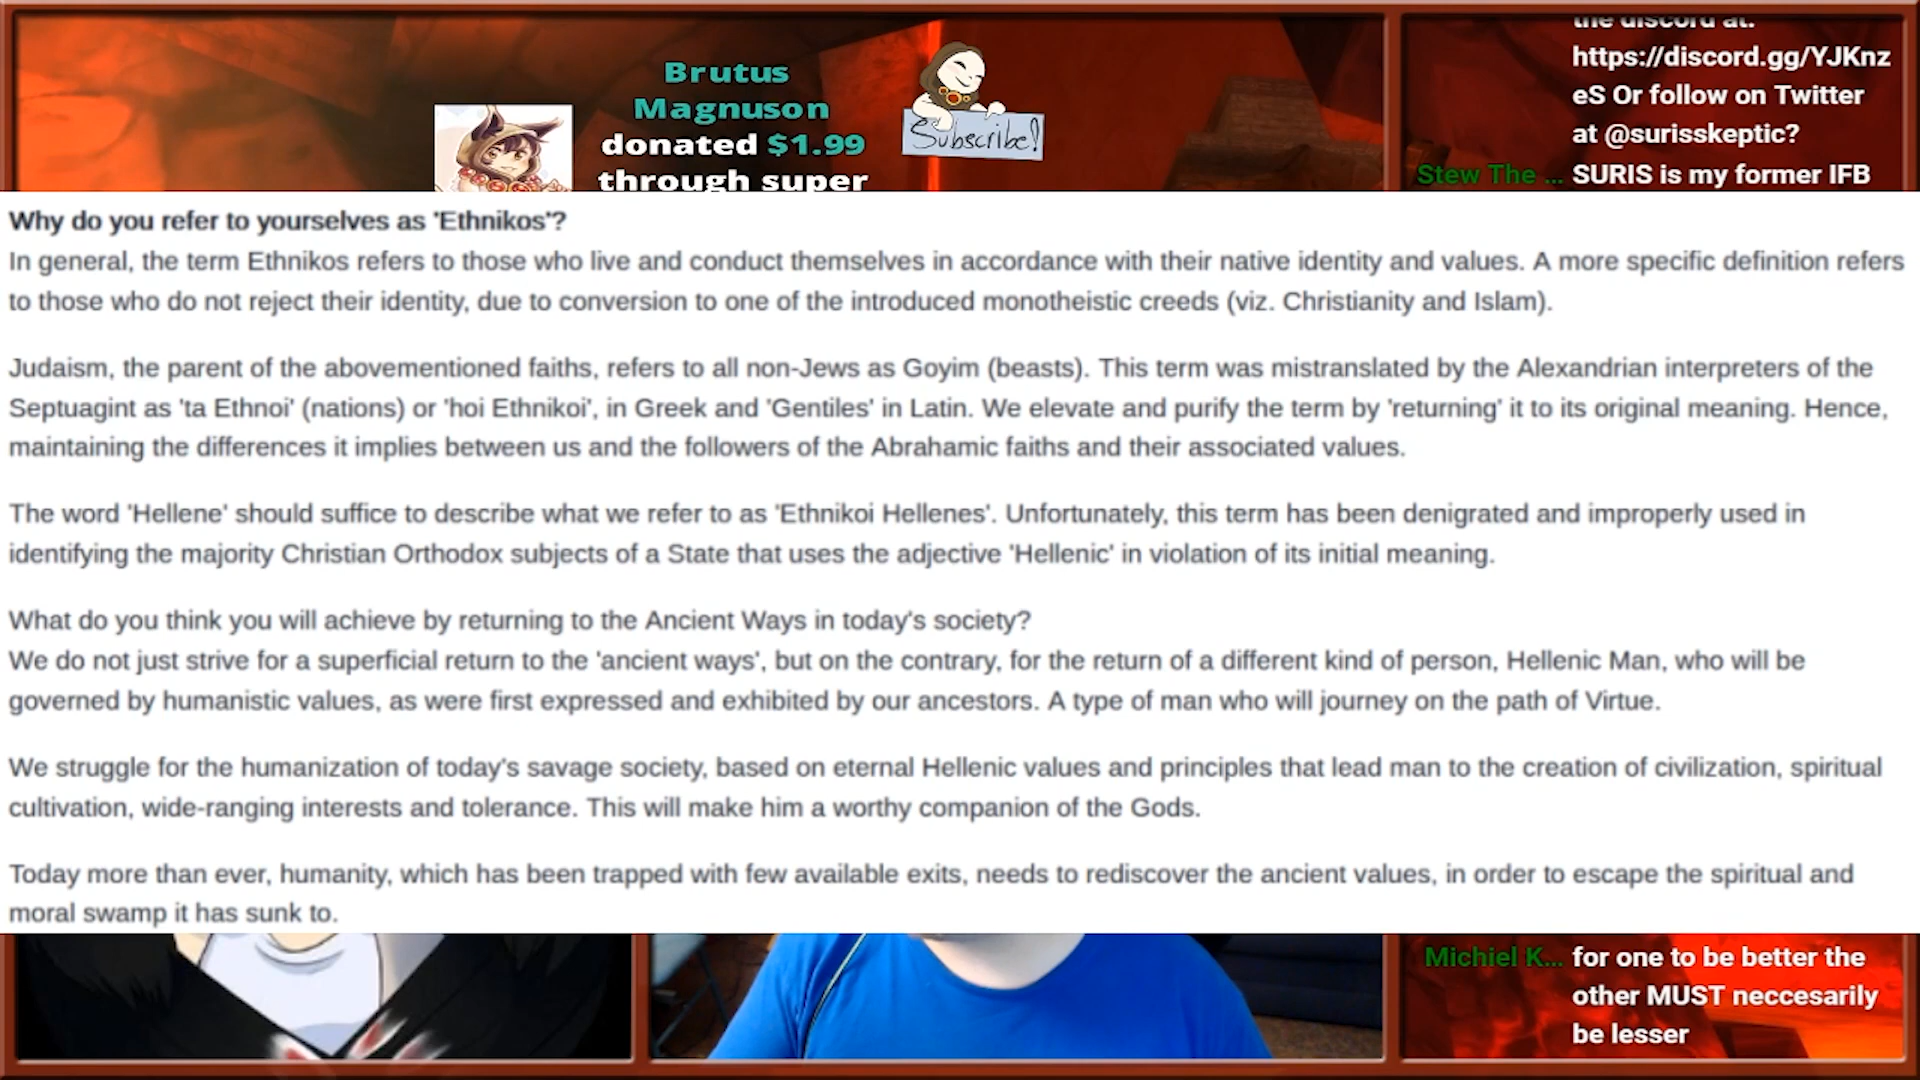 Brutus
Magnuson
donated $1.99
through super
Subscribe!
the discord at:
https://discord.gg/YJKnz
eS Or follow on Twitter
at @surisskeptic?
Stew The ... SURIS is my former IFB
Why do you refer to yourselves as 'Ethnikos'?
In general, the term Ethnikos refers to those who live and conduct themselves in accordance with their native identity and values. A more specific definition refers
to those who do not reject their identity, due to conversion to one of the introduced monotheistic creeds (viz. Christianity and Islam).
Judaism, the parent of the abovementioned faiths, refers to all non-Jews as Goyim (beasts). This term was mistranslated by the Alexandrian interpreters of the
Septuagint as 'ta Ethnoi' (nations) or 'hoi Ethnikoi', in Greek and 'Gentiles' in Latin. We elevate and purify the term by 'returning' it to its original meaning. Hence,
maintaining the differences it implies between us and the followers of the Abrahamic faiths and their associated values.
The word 'Hellene' should suffice to describe what we refer to as 'Ethnikoi Hellenes'. Unfortunately, this term has been denigrated and improperly used in
identifying the majority Christian Orthodox subjects of a State that uses the adjective 'Hellenic' in violation of its initial meaning.
What do you think you will achieve by returning to the Ancient Ways in today's society?
We do not just strive for a superficial return to the 'ancient ways', but on the contrary, for the return of a different kind of person, Hellenic Man, who will be
governed by humanistic values, as were first expressed and exhibited by our ancestors. A type of man who will journey on the path of Virtue.
We struggle for the humanization of today's savage society, based on eternal Hellenic values and principles that lead man to the creation of civilization, spiritual
cultivation, wide-ranging interests and tolerance. This will make him a worthy companion of the Gods.
Today more than ever, humanity, which has been trapped with few available exits, needs to rediscover the ancient values, in order to escape the spiritual and
moral swamp it has sunk to.
Michiel K... for one to be better the
other MUST neccesarily
be lesser